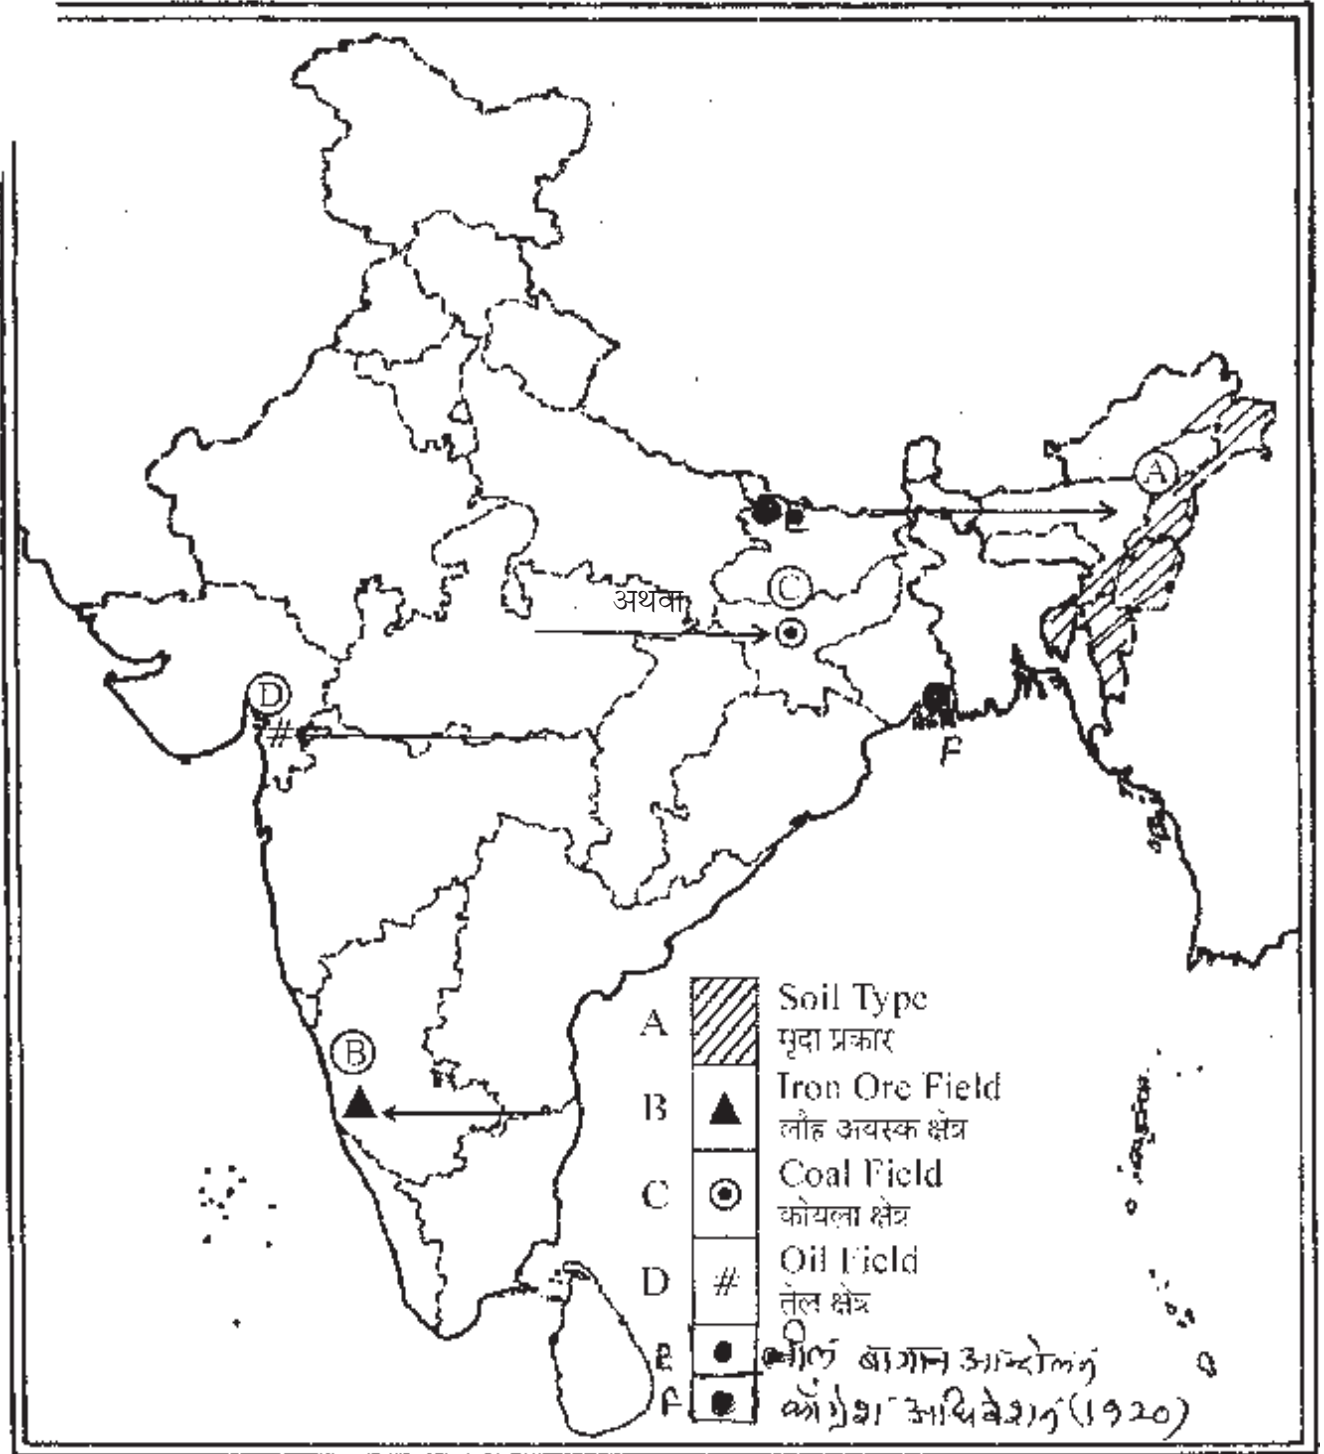 A
E
C
अथवा
D
#
F
B
A Soil Type
मृदा प्रकार
B Iron Ore Field
लौह अयस्क क्षेत्र
C Coal Field
कोयला क्षेत्र
D # Oil Field
तेल क्षेत्र
E नील बागान आन्दोलन
F काँग्रेश अधिवेशन (1920)